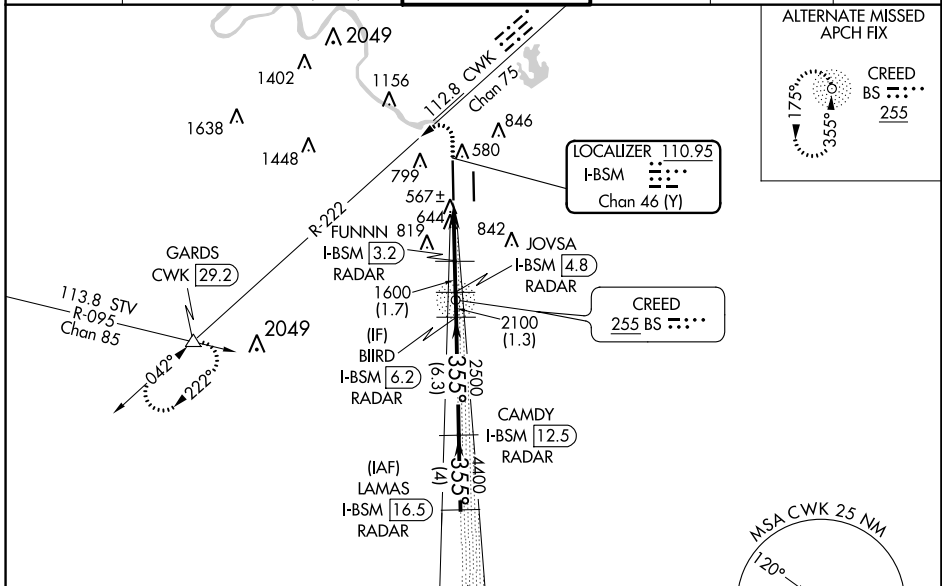 2049
1402
1156
112.8 CWK
Chan 75
1638
1448
846
580
799
567±
644
R-222
FUNNN
I-BSM 3.2
RADAR
819
842
JOVSA
I-BSM 4.8
RADAR
GARDS
CWK 29.2
113.8 STV
R-095
Chan 85
2049
042°
222°
1600
(1.7)
2100
(1.3)
(IF)
BIIRD
I-BSM 6.2
RADAR
355°
2500
(6.3)
CAMDY
I-BSM 12.5
RADAR
(IAF)
LAMAS
I-BSM 16.5
RADAR
355°
4400
(4)
LOCALIZER 110.95
I-BSM
Chan 46 (Y)
CREED
255 BS
ALTERNATE MISSED
APCH FIX
CREED
BS
255
175°
355°
MSA CWK 25 NM
120°